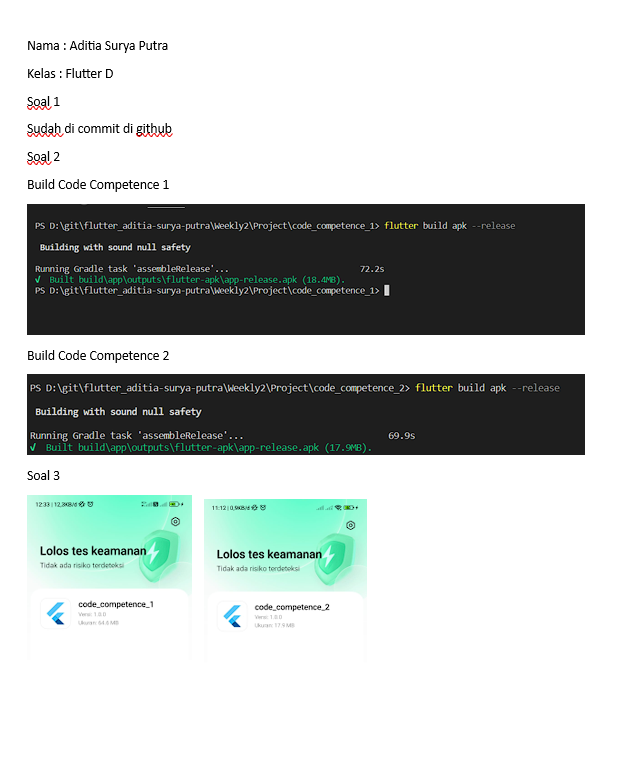 Nama : Aditia Surya Putra
Kelas : Flutter D
Soal 1
Sudah di commit di github
Soal 2
Build Code Competence 1
PS D:\git\flutter_aditia-surya-putra\Weekly2\Project\code_competence_1> flutter build apk --release
Building with sound null safety
Running Gradle task 'assembleRelease'... 72.2s
√ Built build\app\outputs\flutter-apk\app-release.apk (18.4MB).
PS D:\git\flutter_aditia-surya-putra\Weekly2\Project\code_competence_1>
Build Code Competence 2
PS D:\git\flutter_aditia-surya-putra\Weekly2\Project\code_competence_2> flutter build apk --release
Building with sound null safety
Running Gradle task 'assembleRelease'... 69.9s
√ Built build\app\outputs\flutter-apk\app-release.apk (17.9MB).
Soal 3
12:33 | 12,3KB/d
Lolos tes keamanan
Tidak ada risiko terdeteksi
code_competence_1
Versi: 1.0.0
Ukuran: 64.6 MB
11:12 | 0,9KB/d
Lolos tes keamanan
Tidak ada risiko terdeteksi
code_competence_2
Versi: 1.0.0
Ukuran: 17.9 MB